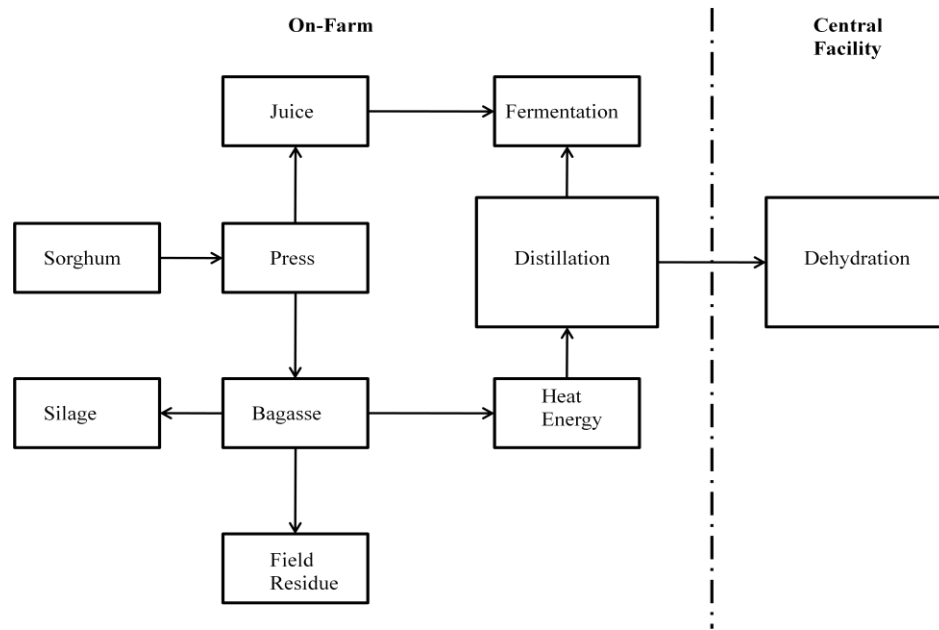 On-Farm
Central
Facility
Juice
Fermentation
Sorghum
Press
Distillation
Dehydration
Silage
Bagasse
Heat
Energy
Field
Residue